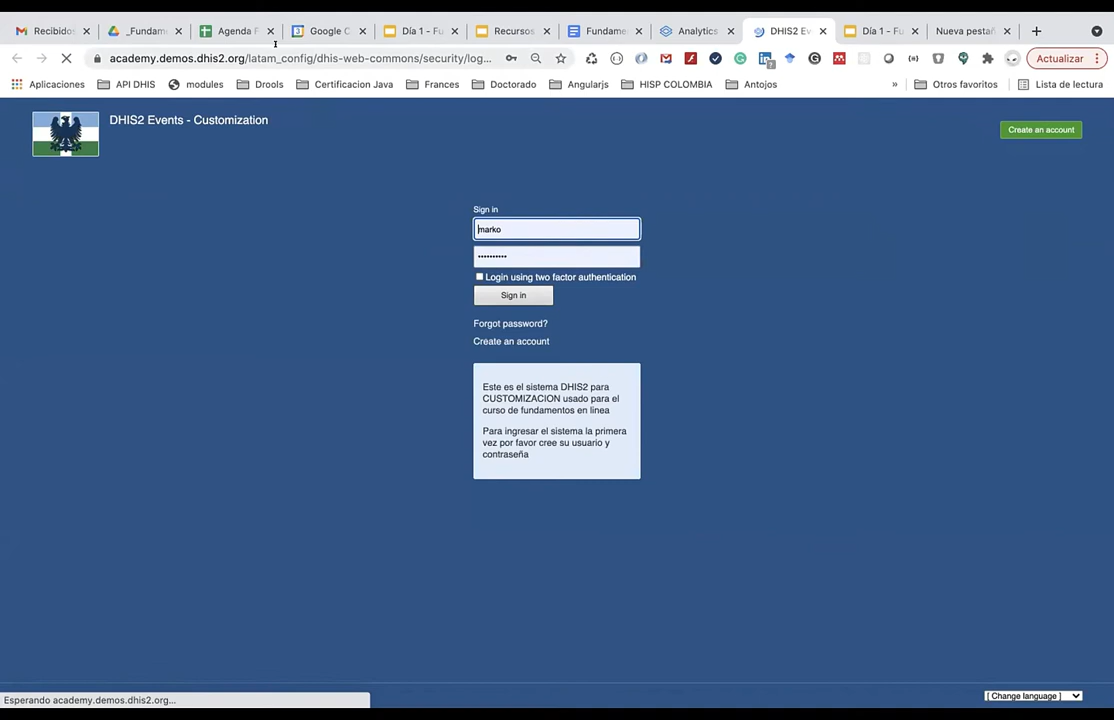 Recibidos
_Fundam
Agenda F
Google C
Día 1 - Fu
Recursos
Fundame
Analytics
DHIS2 Ev
Día 1 - Fu
Nueva pestañ
academy.demos.dhis2.org/latam_config/dhis-web-commons/security/log...
Actualizar
Aplicaciones
API DHIS
modules
Drools
Certificacion Java
Frances
Doctorado
Angularjs
HISP COLOMBIA
Antojos
»
Otros favoritos
Lista de lectura
DHIS2 Events - Customization
Create an account
Sign in
marko
••••••••••
Login using two factor authentication
Sign in
Forgot password?
Create an account
Este es el sistema DHIS2 para
CUSTOMIZACION usado para el
curso de fundamentos en linea
Para ingresar el sistema la primera
vez por favor cree su usuario y
contraseña
Esperando academy.demos.dhis2.org...
[ Change language ]